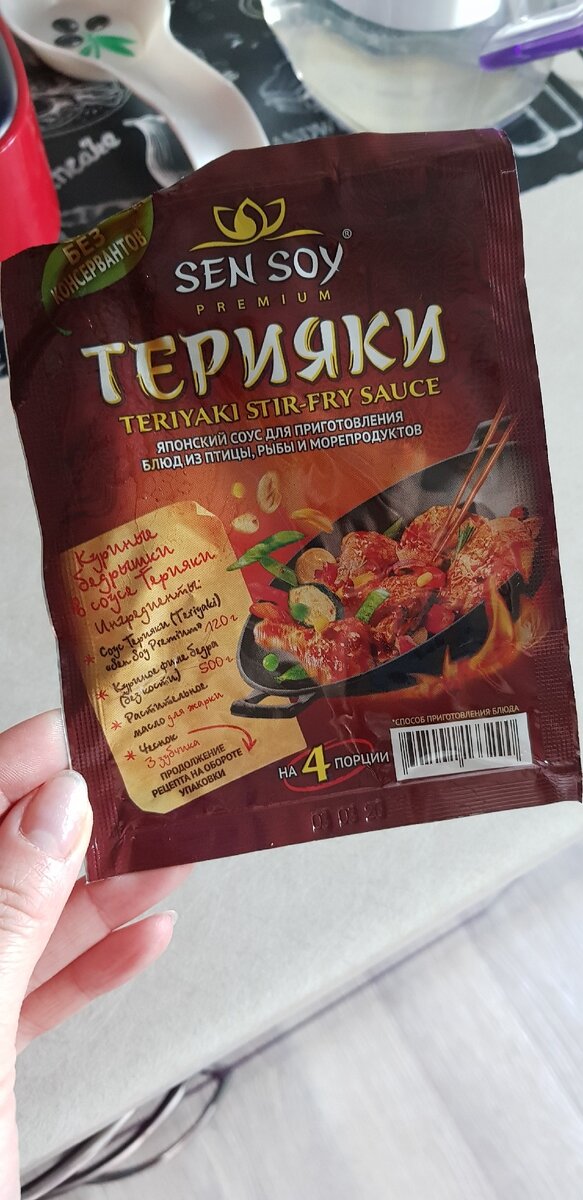 БЕЗ
КОНСЕРВАНТОВ
SEN SOY®
PREMIUM
ТЕРИЯКИ
TERIYAKI STIR-FRY SAUCE
ЯПОНСКИЙ СОУС ДЛЯ ПРИГОТОВЛЕНИЯ
БЛЮД ИЗ ПТИЦЫ, РЫБЫ И МОРЕПРОДУКТОВ
Куриные
бедрышки
в соусе Терияки
Ингредиенты:
* Соус Терияки (Teriyaki)
«Sen Soy Premium» 120 г
* Куриное филе бедра
(без кости) 500 г
* Растительное
масло для жарки
* Чеснок
3 зубчика
ПРОДОЛЖЕНИЕ
РЕЦЕПТА НА ОБОРОТЕ
УПАКОВКИ
*СПОСОБ ПРИГОТОВЛЕНИЯ БЛЮДА
НА 4 ПОРЦИИ